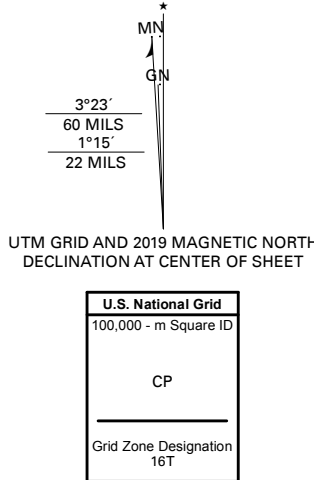 MN
GN
3°23´
60 MILS
1°15´
22 MILS
UTM GRID AND 2019 MAGNETIC NORTH
DECLINATION AT CENTER OF SHEET
U.S. National Grid
100,000 - m Square ID
CP
Grid Zone Designation
16T